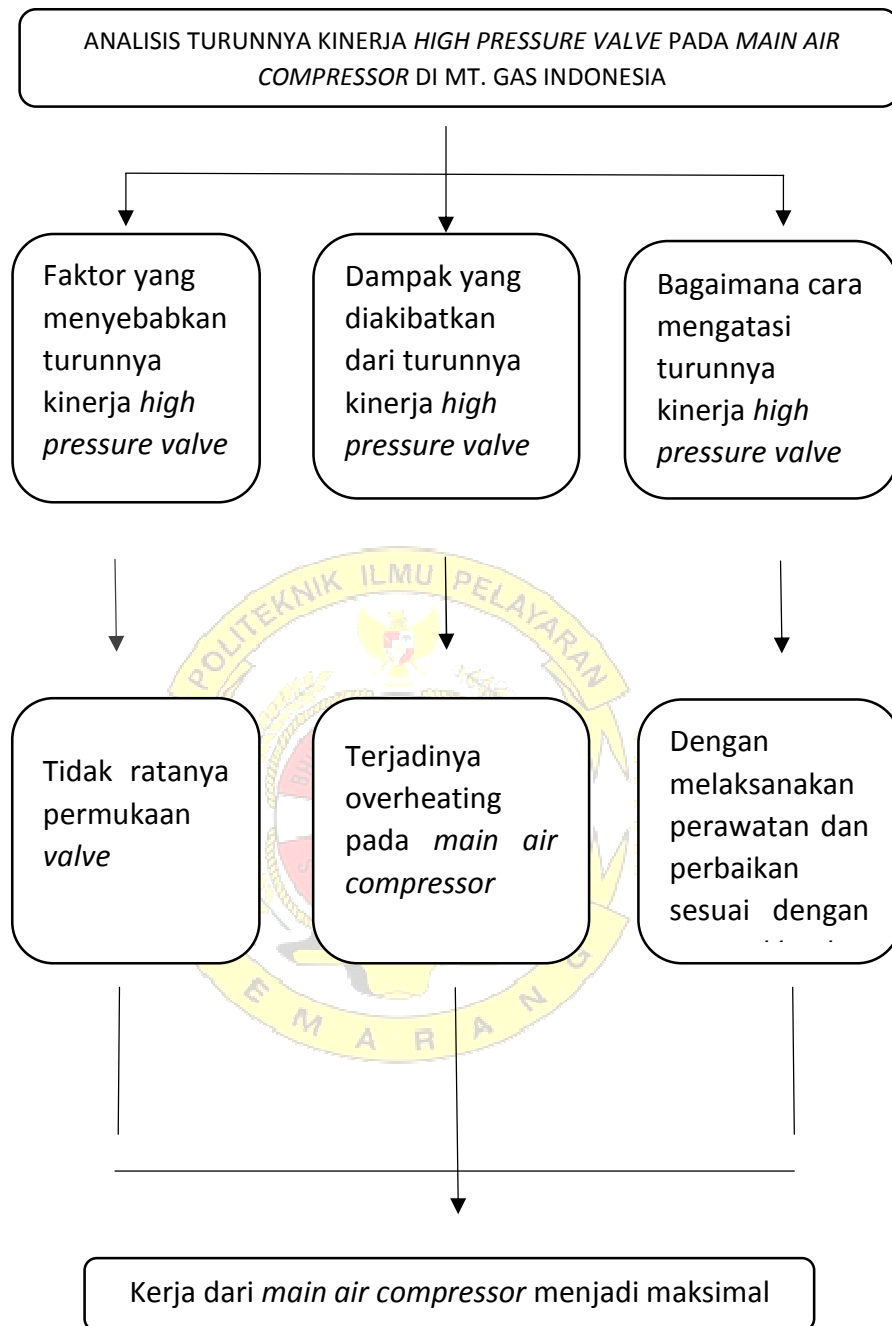 ANALISIS TURUNNYA KINERJA HIGH PRESSURE VALVE PADA MAIN AIR
COMPRESSOR DI MT. GAS INDONESIA
Faktor yang
menyebabkan
turunnya
kinerja high
pressure valve
Dampak yang
diakibatkan
dari turunnya
kinerja high
pressure valve
Bagaimana cara
mengatasi
turunnya
kinerja high
pressure valve
POLITEKNIK ILMU PELAYARAN
Tidak ratanya
permukaan
valve
Terjadinya
overheating
pada main air
compressor
Dengan
melaksanakan
perawatan dan
perbaikan
sesuai dengan
EMARANG
Kerja dari main air compressor menjadi maksimal